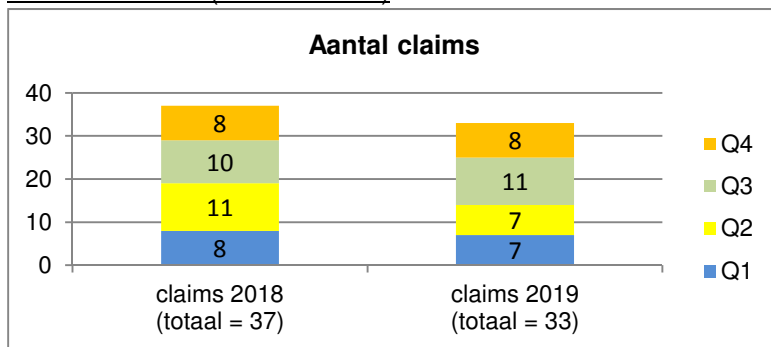 Aantal claims
40
30
20
10
0
8
10
11
8
8
11
7
7
claims 2018
(totaal = 37)
claims 2019
(totaal = 33)
Q4
Q3
Q2
Q1